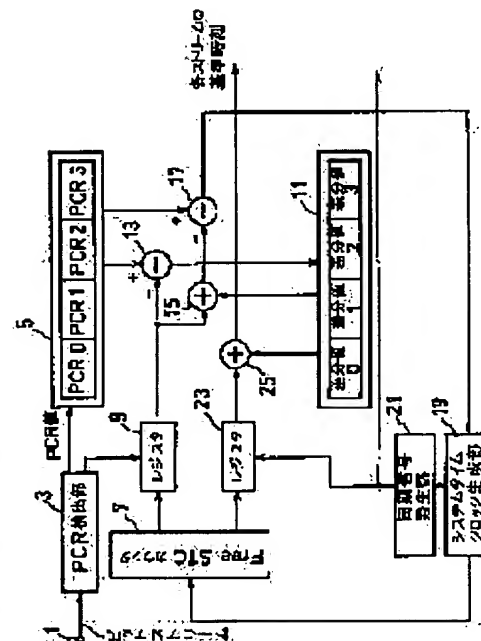 1
ビットストリーム
3
PCR検出部
PCR値
5
PCR 0
PCR 1
PCR 2
PCR 3
7
Free STC
カウンタ
9
レジスタ
13
+
−
15
+
17
+
−
23
レジスタ
25
+
11
差分値 0
差分値 1
差分値 2
差分値 3
各ストリームの
基準時刻
21
同期信号
発生部
19
システムタイム
クロック生成部